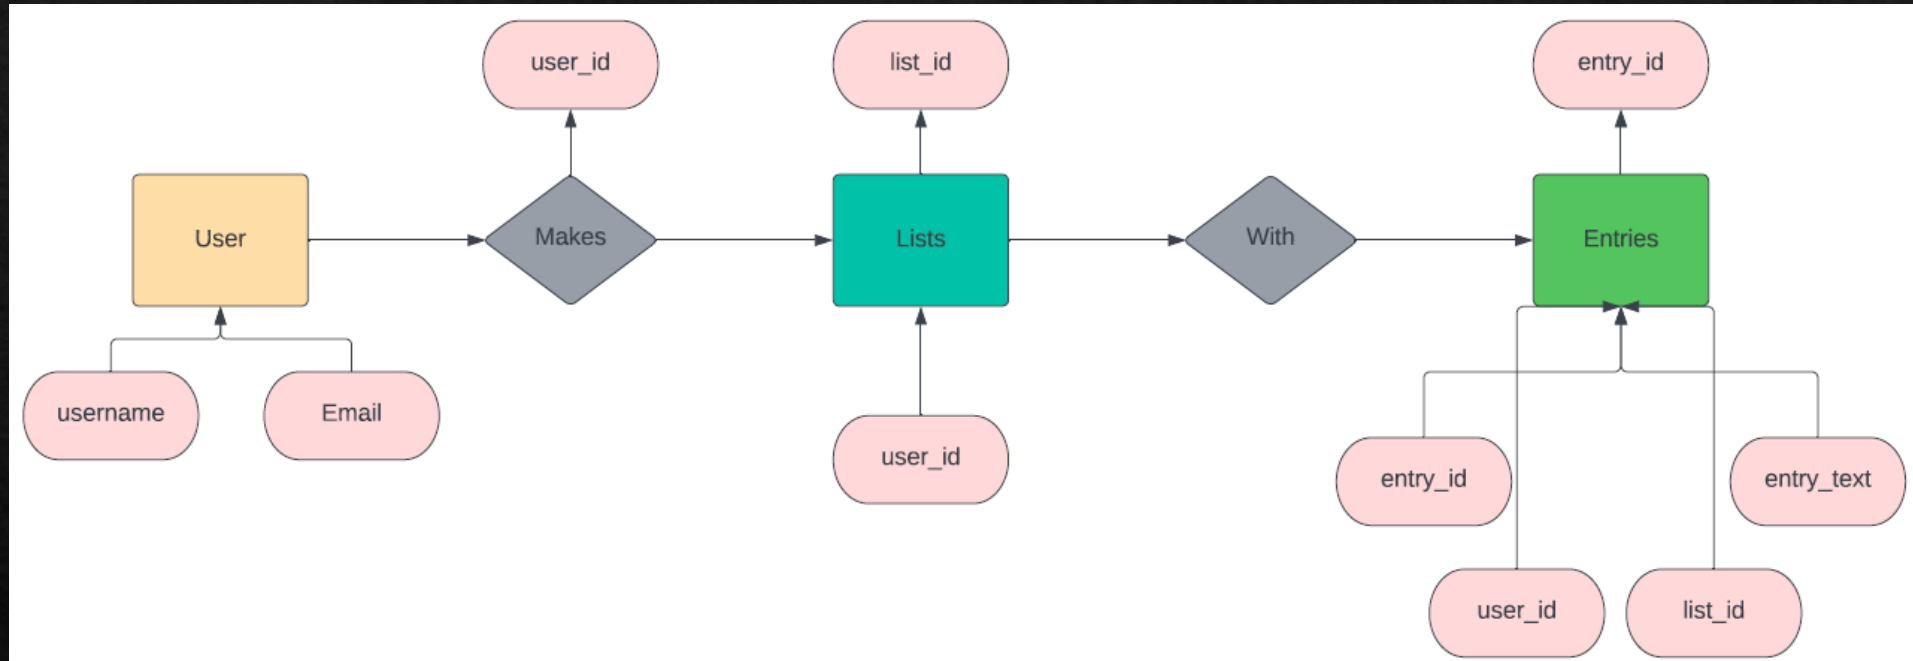 user_id
list_id
entry_id
User
Makes
Lists
With
Entries
username
Email
user_id
entry_id
entry_text
user_id
list_id